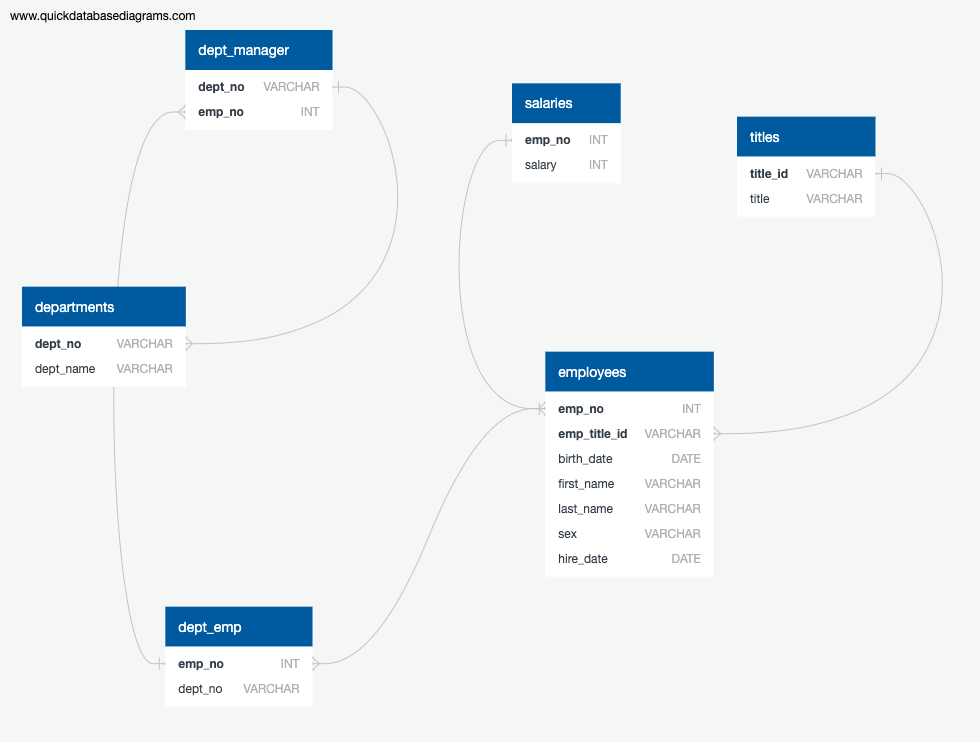 www.quickdatabasediagrams.com
dept_manager
dept_no VARCHAR
emp_no INT
salaries
emp_no INT
salary INT
titles
title_id VARCHAR
title VARCHAR
departments
dept_no VARCHAR
dept_name VARCHAR
employees
emp_no INT
emp_title_id VARCHAR
birth_date DATE
first_name VARCHAR
last_name VARCHAR
sex VARCHAR
hire_date DATE
dept_emp
emp_no INT
dept_no VARCHAR